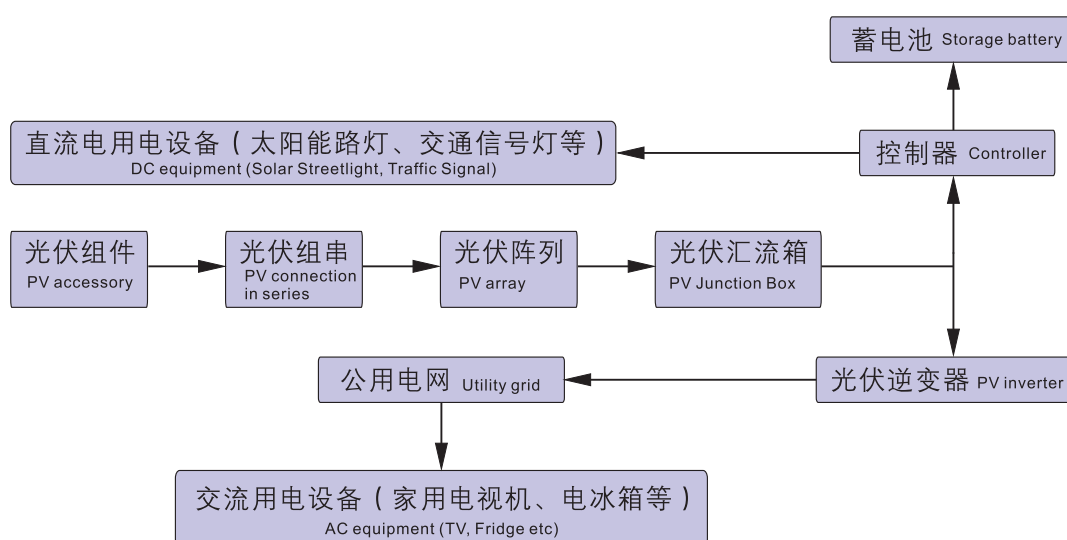 蓄电池 Storage battery
直流电用电设备（太阳能路灯、交通信号灯等）
DC equipment (Solar Streetlight, Traffic Signal)
控制器 Controller
光伏组件
PV accessory
光伏组串
PV connection
in series
光伏阵列
PV array
光伏汇流箱
PV Junction Box
公用电网 Utility grid
光伏逆变器 PV inverter
交流用电设备（家用电视机、电冰箱等）
AC equipment (TV, Fridge etc)